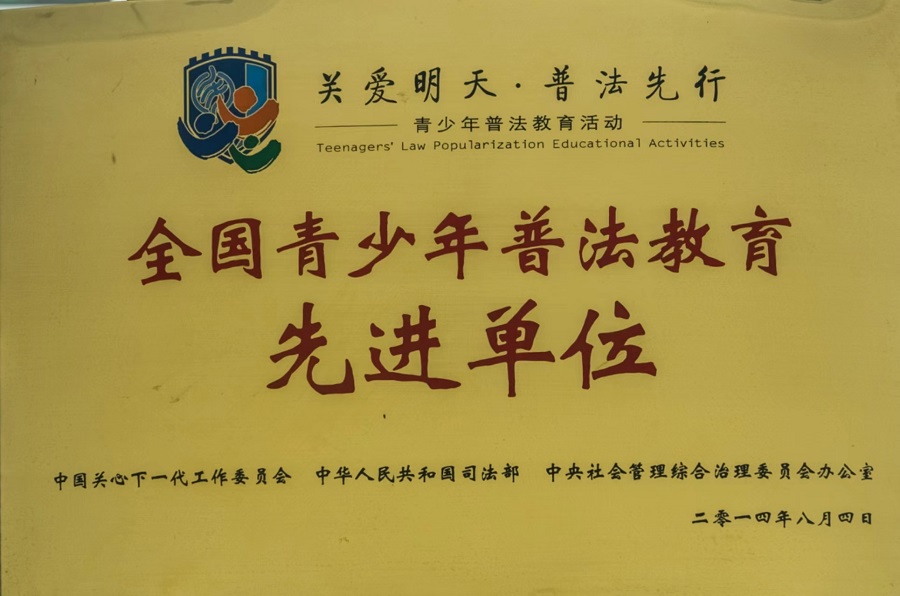 关爱明天·普法先行
青少年普法教育活动
Teenagers' Law Popularization Educational Activities
全国青少年普法教育
先进单位
中国关心下一代工作委员会 中华人民共和国司法部 中央社会管理综合治理委员会办公室
二零一四年八月四日